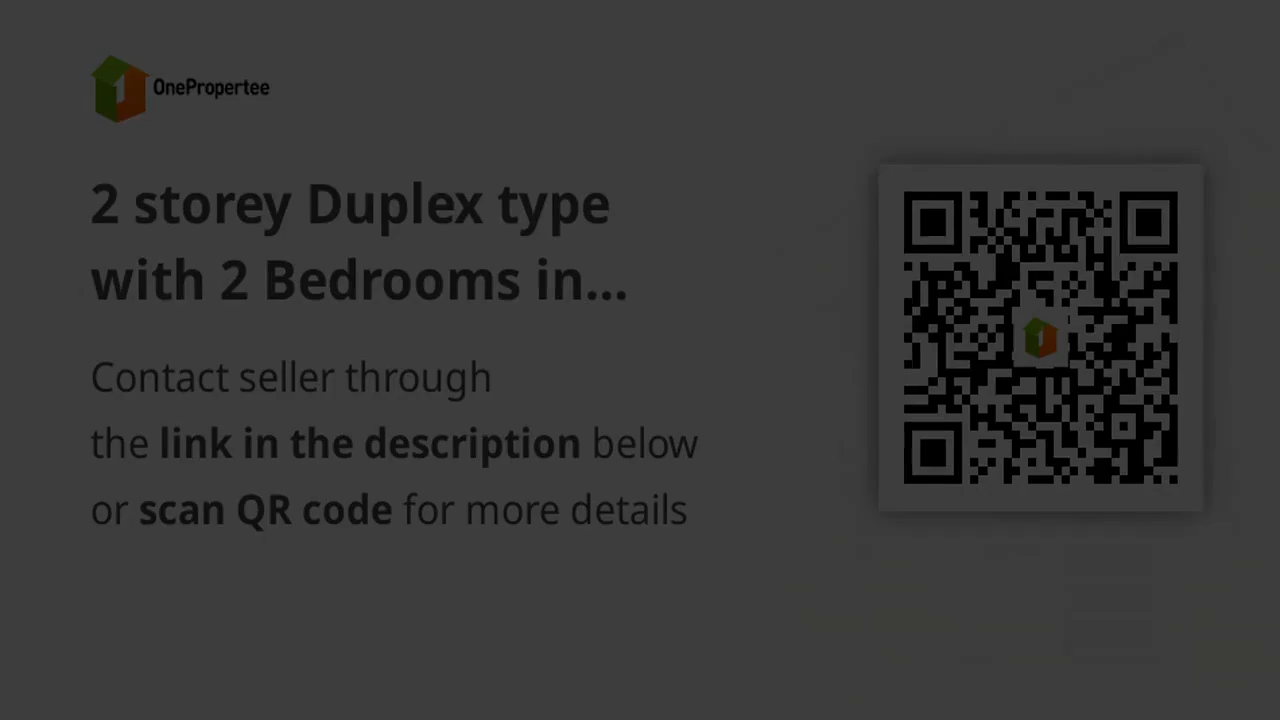 OnePropertee
2 storey Duplex type
with 2 Bedrooms in...
Contact seller through
the link in the description below
or scan QR code for more details